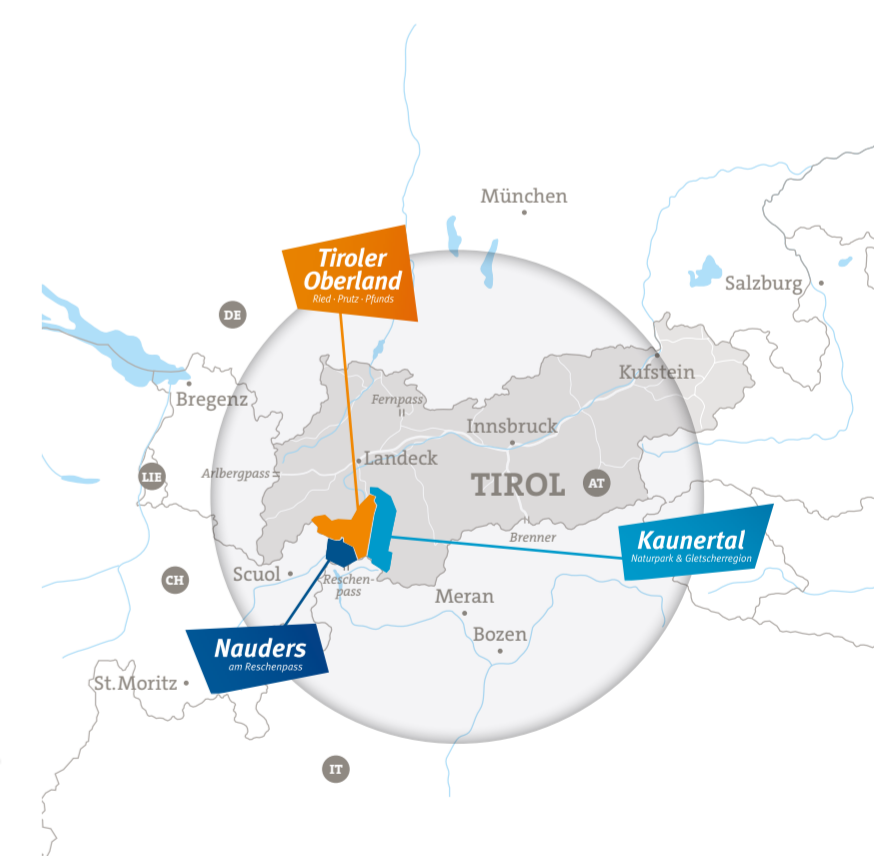 München
Tiroler
Oberland
Ried · Prutz · Pfunds
Salzburg
DE
Kufstein
Bregenz
Fernpass
Innsbruck
Landeck
Arlbergpass
LIE
TIROL
AT
Brenner
Kaunertal
Naturpark & Gletscherregion
CH
Scuol
Reschen-
pass
Meran
Bozen
Nauders
am Reschenpass
St.Moritz
IT